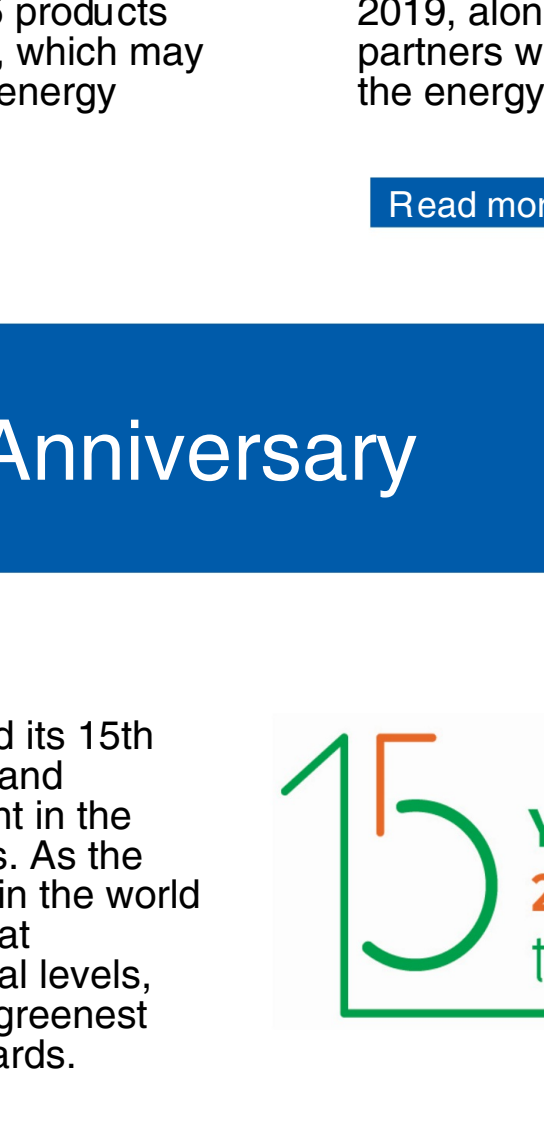 products
, which may
energy
2019, alon
partners w
the energy
Read mor
Anniversary
d its 15th
and
nt in the
s. As the
in the world
at
al levels,
greenest
ards.
15